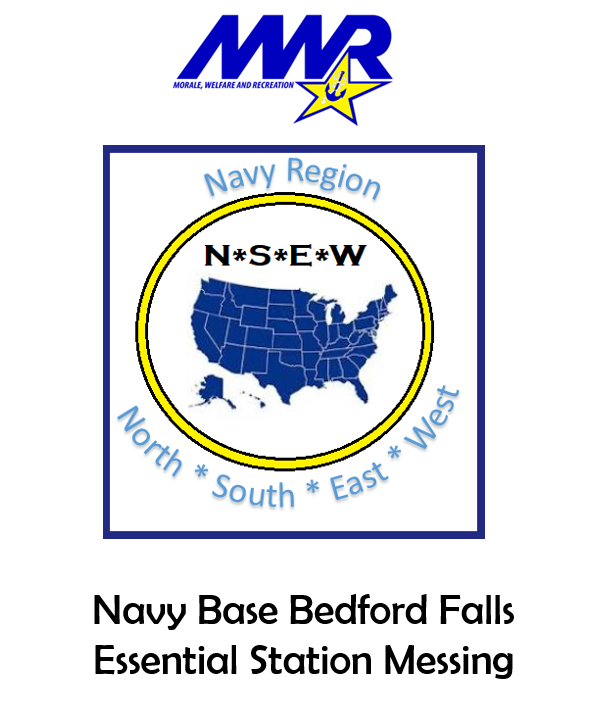 MWR
MORALE, WELFARE AND RECREATION
Navy Region
N*S*E*W
North * South * East * West
Navy Base Bedford Falls
Essential Station Messing